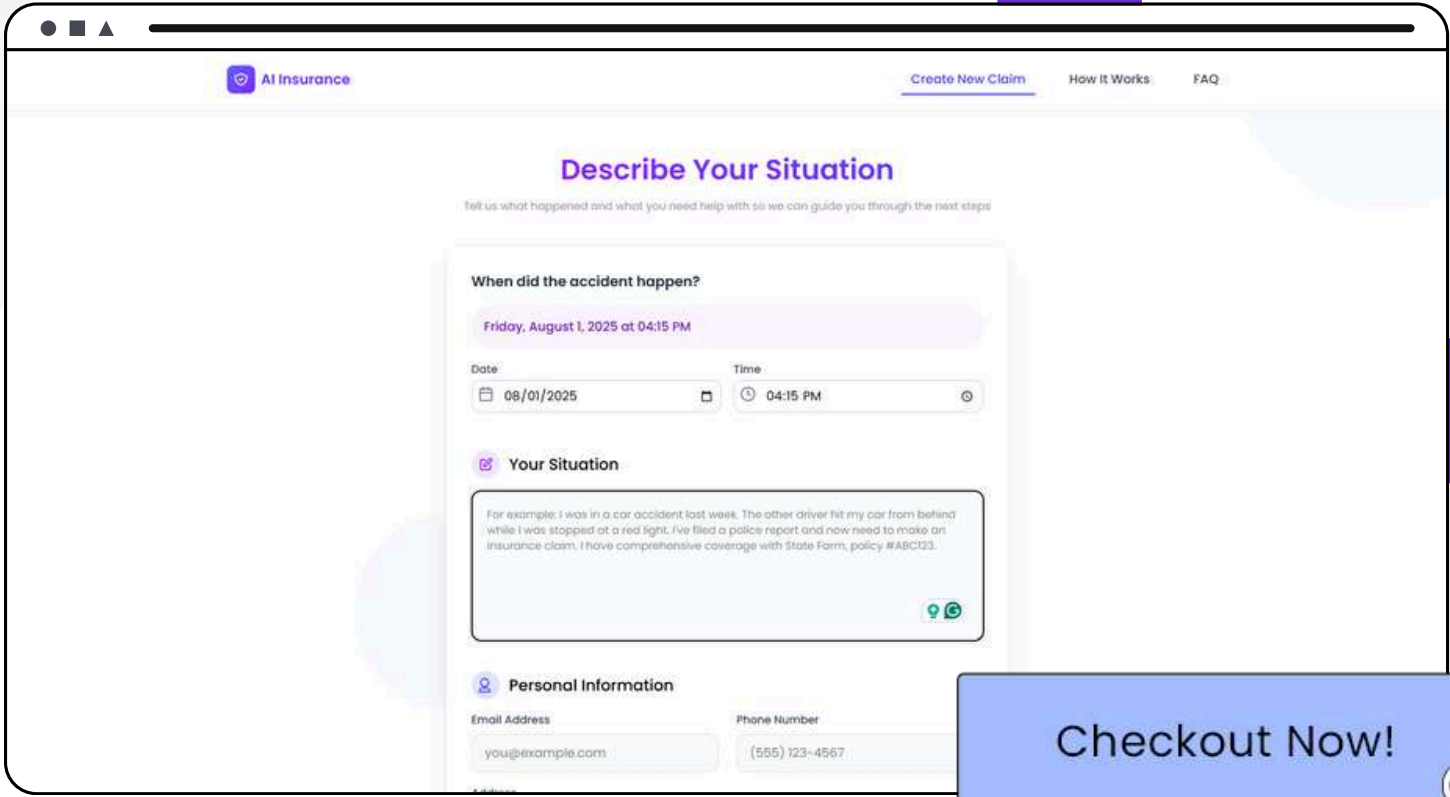 AI Insurance
Create New Claim
How It Works
FAQ
Describe Your Situation
Tell us what happened and what you need help with so we can guide you through the next steps
When did the accident happen?
Friday, August 1, 2025 at 04:15 PM
Date
Time
08/01/2025
04:15 PM
Your Situation
For example: I was in a car accident last week. The other driver hit my car from behind
while I was stopped at a red light. I've filed a police report and now need to make an
insurance claim. I have comprehensive coverage with State Farm, policy #ABC123.
Personal Information
Email Address
Phone Number
you@example.com
(555) 123-4567
Address
Checkout Now!